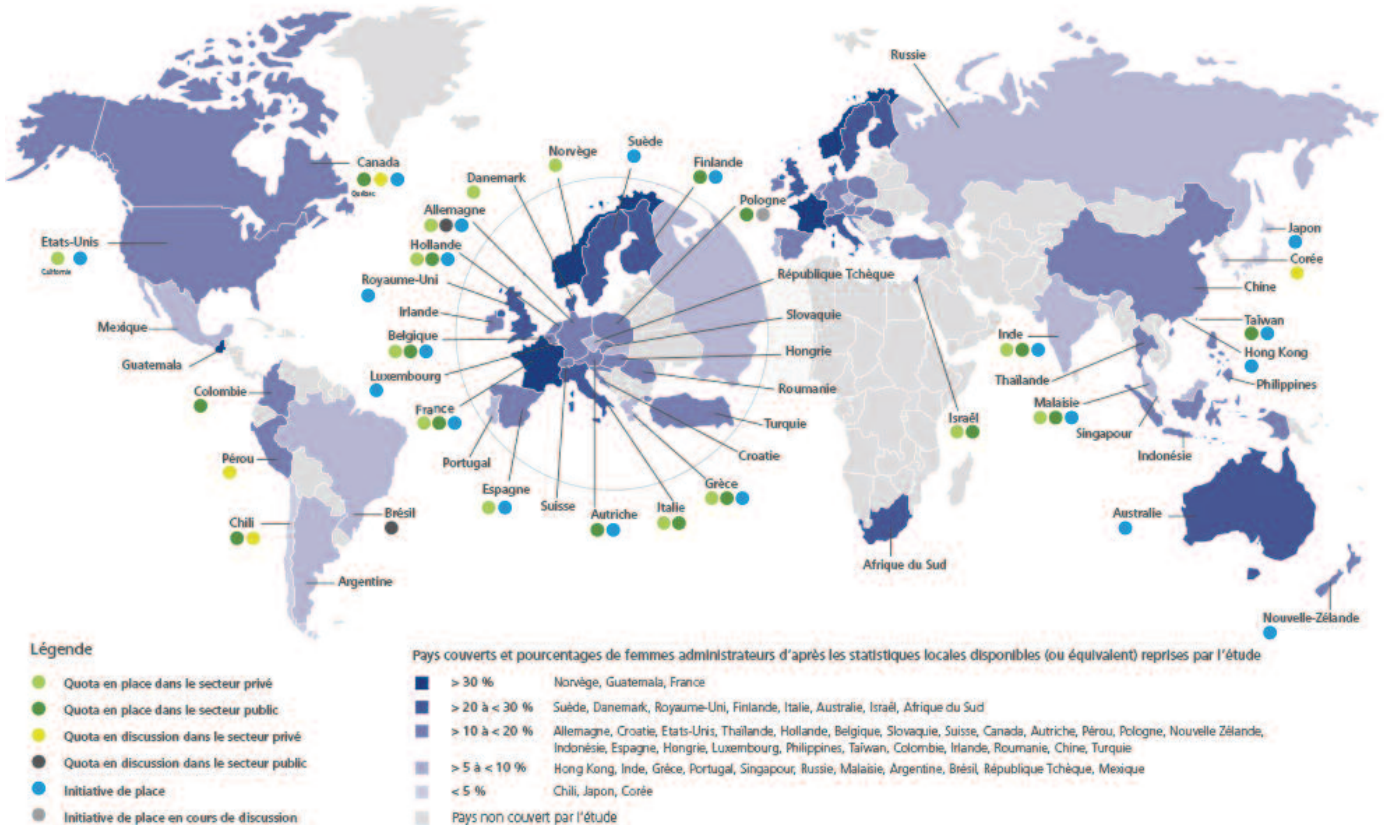 Russie
Suède
Norvège
Finlande
Canada
Québec
Danemark
Pologne
Allemagne
Etats-Unis
Californie
Hollande
Japon
Corée
Royaume-Uni
République Tchèque
Chine
Irlande
Slovaquie
Mexique
Belgique
Inde
Taïwan
Guatemala
Hongrie
Hong Kong
Luxembourg
Thaïlande
Colombie
Roumanie
Philippines
France
Israël
Malaisie
Turquie
Singapour
Pérou
Portugal
Croatie
Indonésie
Espagne
Suisse
Grèce
Autriche
Italie
Brésil
Chili
Australie
Afrique du Sud
Argentine
Nouvelle-Zélande
Légende
Quota en place dans le secteur privé
Quota en place dans le secteur public
Quota en discussion dans le secteur privé
Quota en discussion dans le secteur public
Initiative de place
Initiative de place en cours de discussion
Pays couverts et pourcentages de femmes administrateurs d'après les statistiques locales disponibles (ou équivalent) reprises par l'étude
> 30 % Norvège, Guatemala, France
> 20 à < 30 % Suède, Danemark, Royaume-Uni, Finlande, Italie, Australie, Israël, Afrique du Sud
> 10 à < 20 % Allemagne, Croatie, Etats-Unis, Thaïlande, Hollande, Belgique, Slovaquie, Suisse, Canada, Autriche, Pérou, Pologne, Nouvelle Zélande,
Indonésie, Espagne, Hongrie, Luxembourg, Philippines, Taïwan, Colombie, Irlande, Roumanie, Chine, Turquie
> 5 à < 10 % Hong Kong, Inde, Grèce, Portugal, Singapour, Russie, Malaisie, Argentine, Brésil, République Tchèque, Mexique
< 5 % Chili, Japon, Corée
Pays non couvert par l'étude